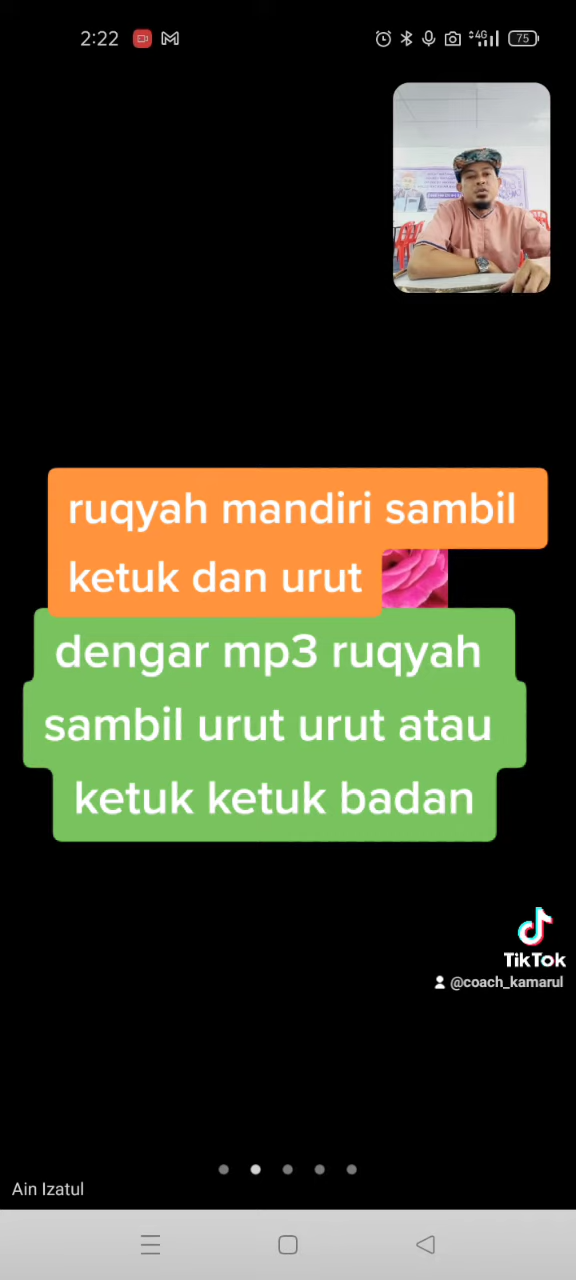 2:22
4G
75
ruqyah mandiri sambil
ketuk dan urut
dengar mp3 ruqyah
sambil urut urut atau
ketuk ketuk badan
TikTok
@coach_kamarul
Ain Izatul